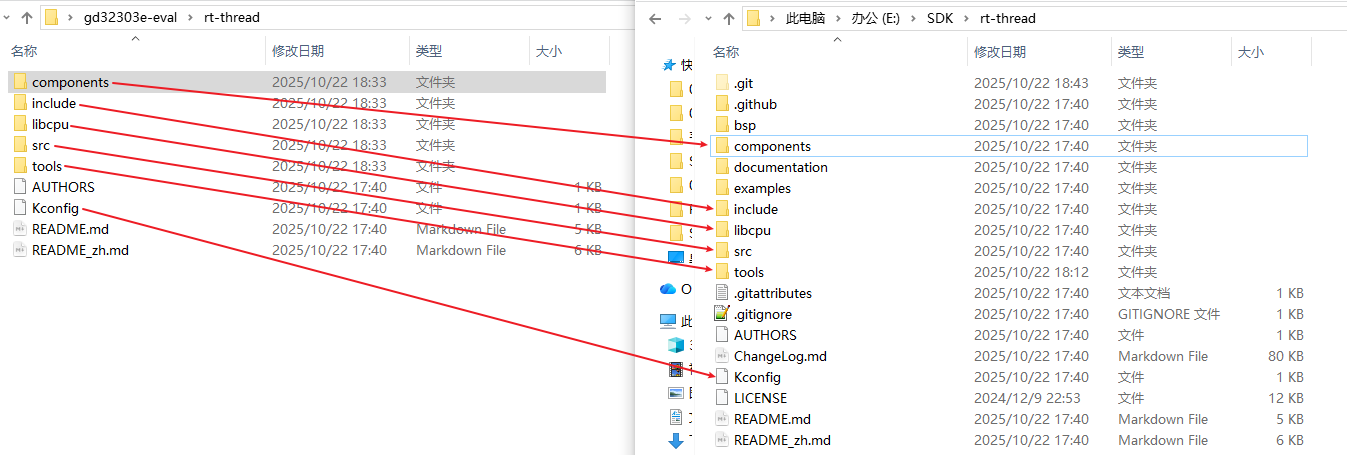 gd32303e-eval › rt-thread
名称 修改日期 类型 大小
components 2025/10/22 18:33 文件夹
include 2025/10/22 18:33 文件夹
libcpu 2025/10/22 18:33 文件夹
src 2025/10/22 18:33 文件夹
tools 2025/10/22 18:33 文件夹
AUTHORS 2025/10/22 17:40 文件 1 KB
Kconfig 2025/10/22 17:40 文件 1 KB
README.md 2025/10/22 17:40 Markdown File 5 KB
README_zh.md 2025/10/22 17:40 Markdown File 6 KB
此电脑 › 办公 (E:) › SDK › rt-thread
名称 修改日期 类型 大小
.git 2025/10/22 18:43 文件夹
.github 2025/10/22 17:40 文件夹
bsp 2025/10/22 17:40 文件夹
components 2025/10/22 17:40 文件夹
documentation 2025/10/22 17:40 文件夹
examples 2025/10/22 17:40 文件夹
include 2025/10/22 17:40 文件夹
libcpu 2025/10/22 17:40 文件夹
src 2025/10/22 17:40 文件夹
tools 2025/10/22 18:12 文件夹
.gitattributes 2025/10/22 17:40 文本文档 1 KB
.gitignore 2025/10/22 17:40 GITIGNORE 文件 1 KB
AUTHORS 2025/10/22 17:40 文件 1 KB
ChangeLog.md 2025/10/22 17:40 Markdown File 80 KB
Kconfig 2025/10/22 17:40 文件 1 KB
LICENSE 2024/12/9 22:53 文件 12 KB
README.md 2025/10/22 17:40 Markdown File 5 KB
README_zh.md 2025/10/22 17:40 Markdown File 6 KB